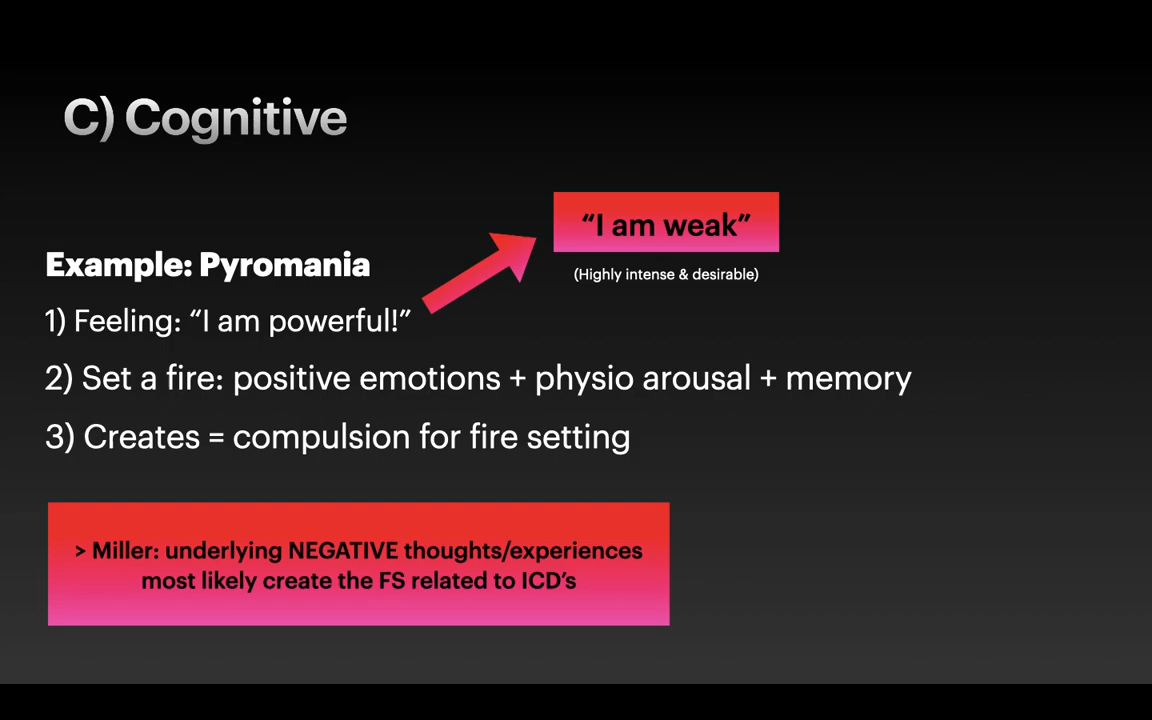 C) Cognitive
“I am weak”
(Highly intense & desirable)
Example: Pyromania
1) Feeling: “I am powerful!”
2) Set a fire: positive emotions + physio arousal + memory
3) Creates = compulsion for fire setting
> Miller: underlying NEGATIVE thoughts/experiences
most likely create the FS related to ICD’s